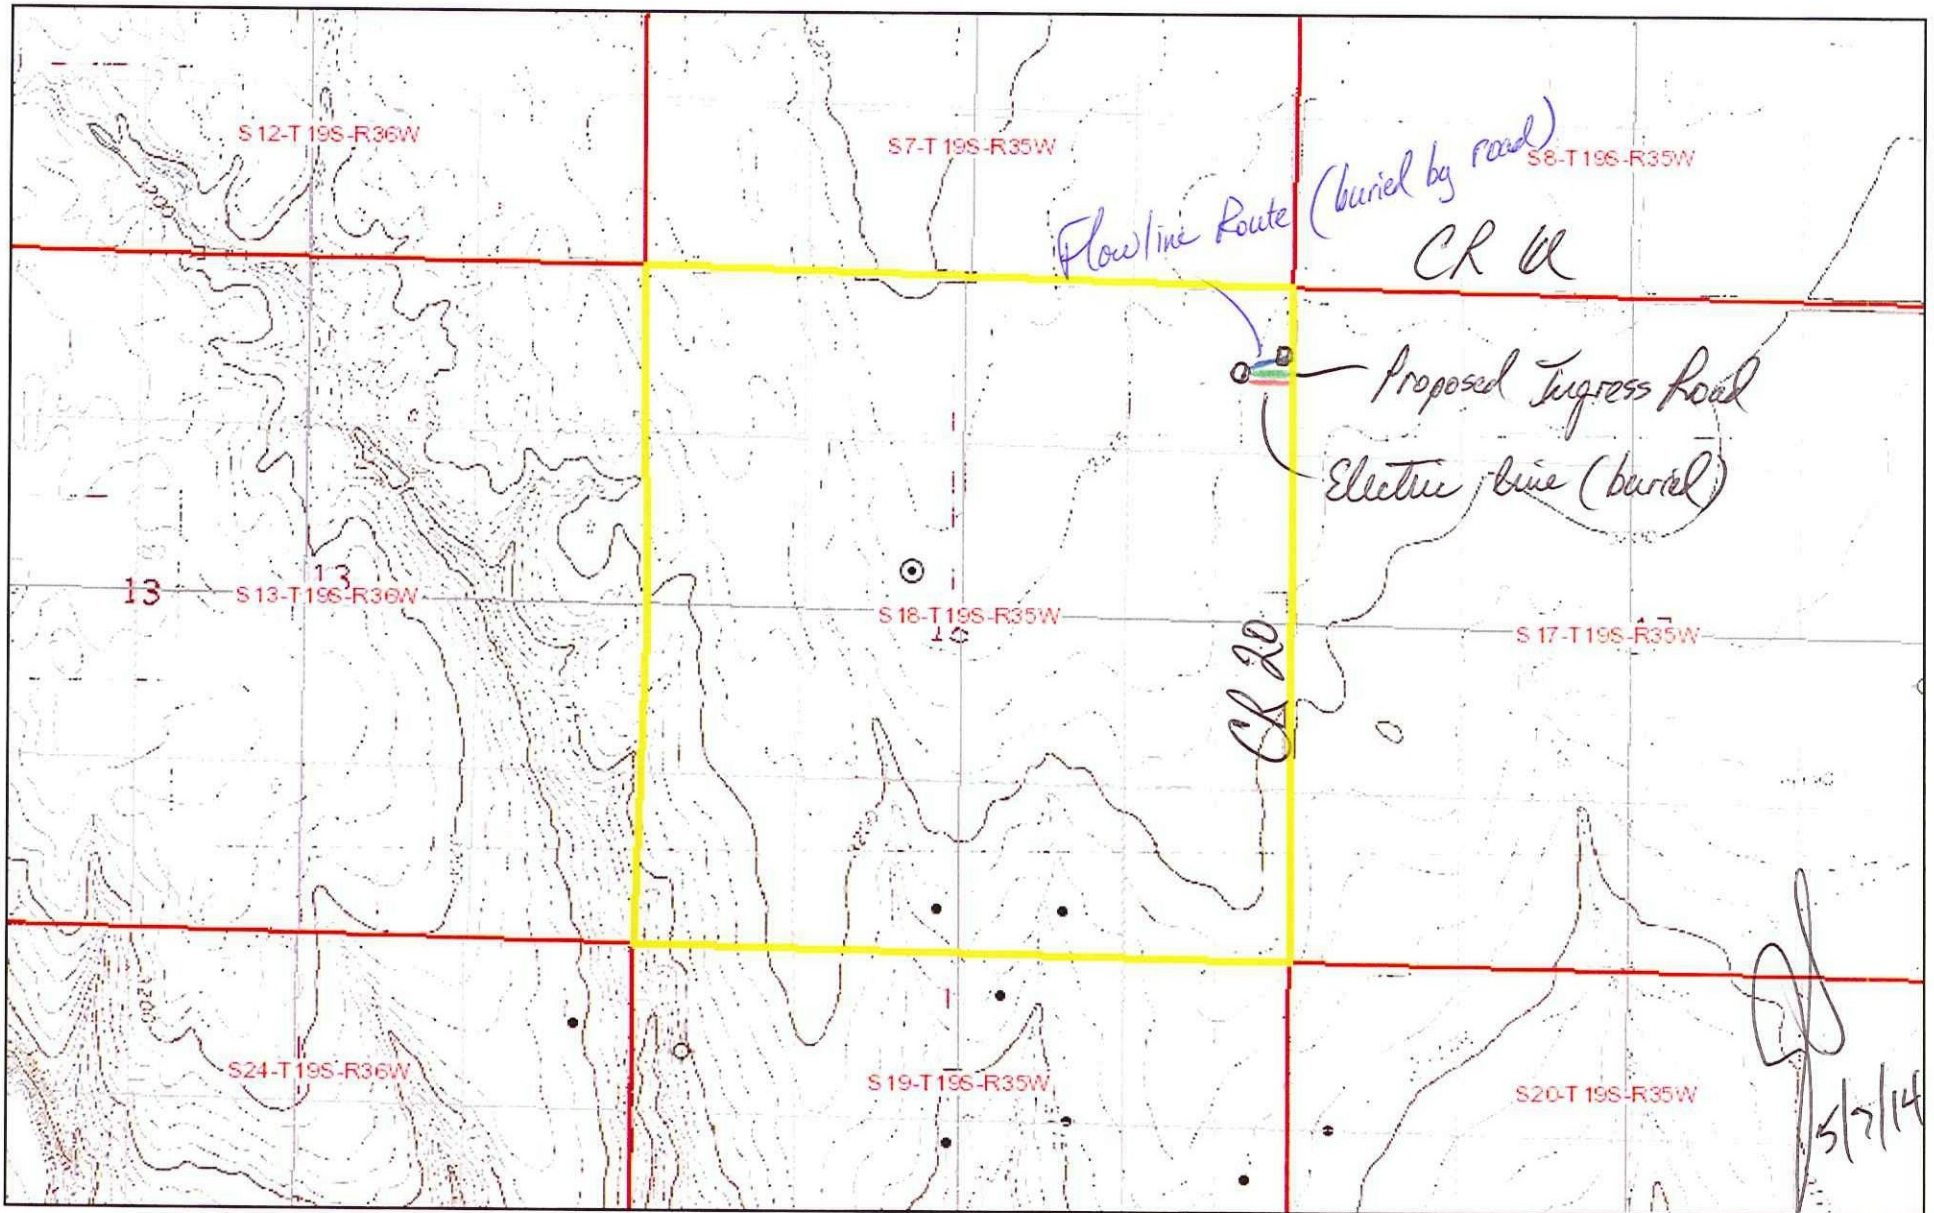 S12-T19S-R36W
S7-T19S-R35W
S8-T19S-R35W
Flowline Route (buried by road)
CR
Proposed Ingress Road
Electric line (buried)
13
13
S13-T19S-R36W
S18-T19S-R35W
S17-T19S-R35W
CR 20
S24-T19S-R36W
S19-T19S-R35W
S20-T19S-R35W
5/7/14